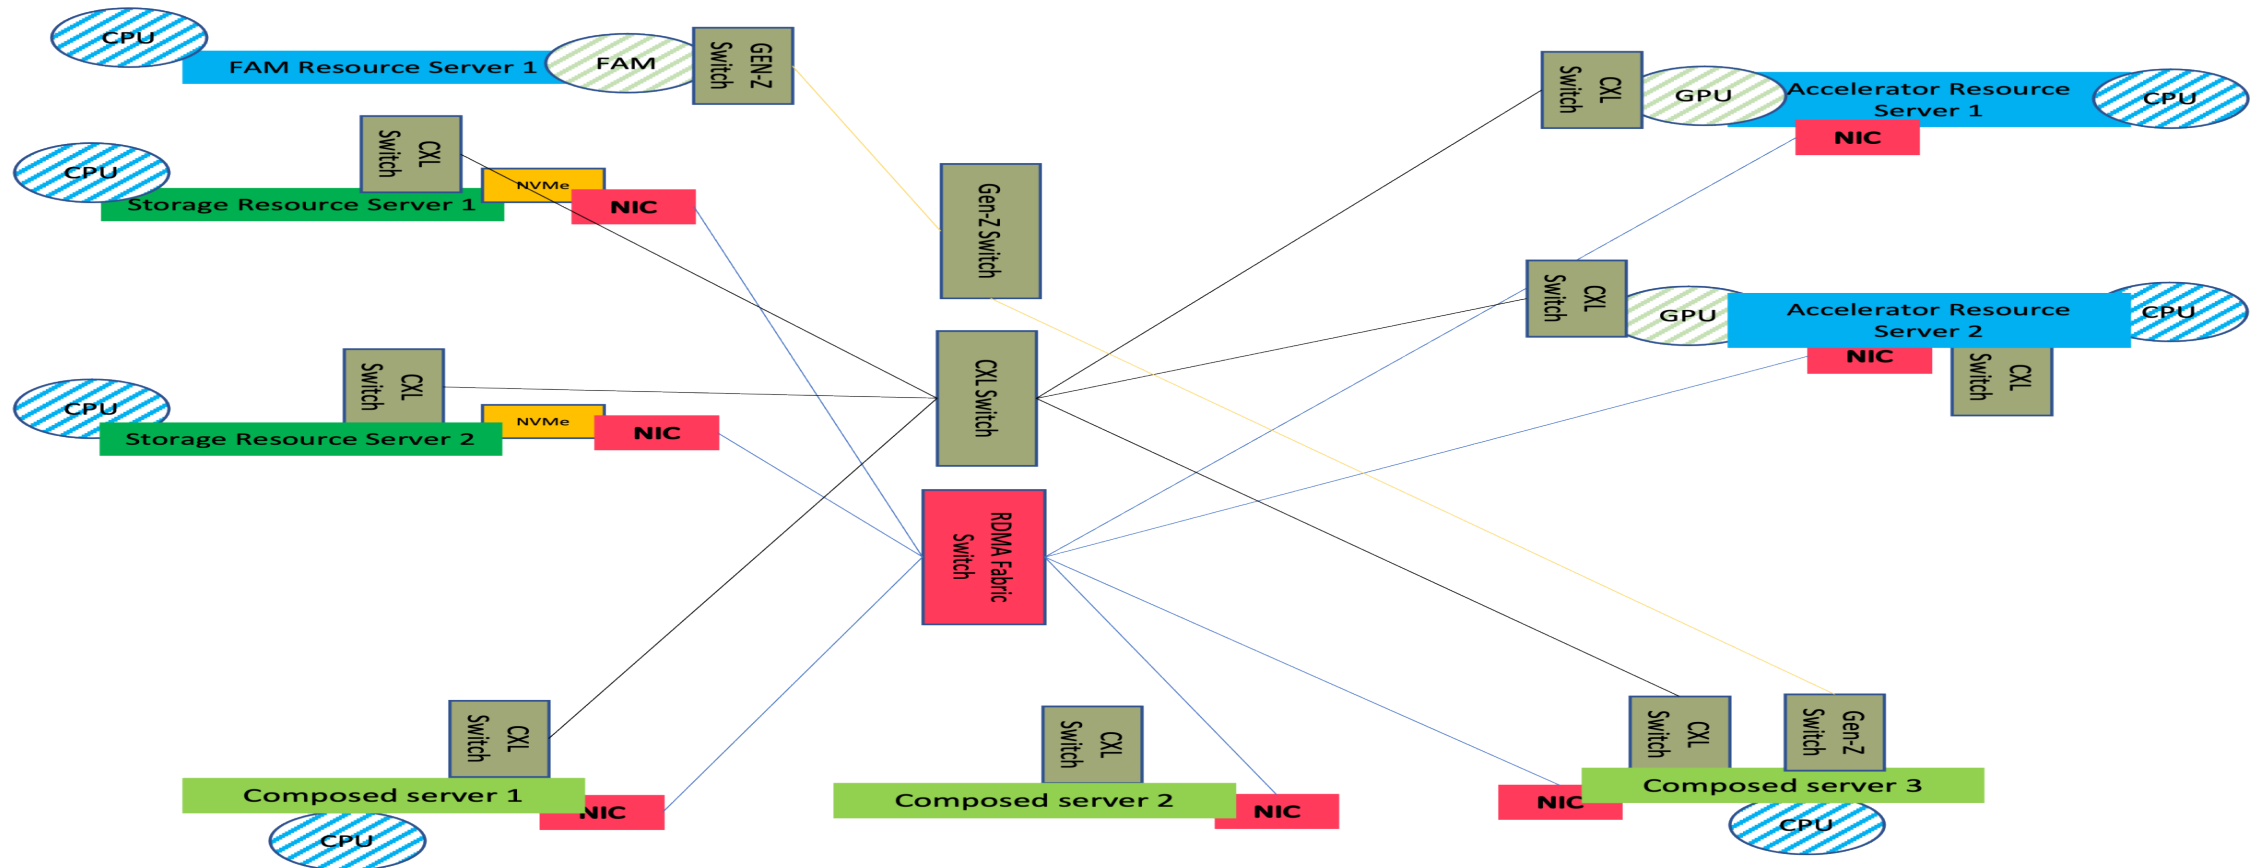 CPU
FAM Resource Server 1
FAM
GEN-Z
Switch
CXL
Switch
GPU
Accelerator Resource
Server 1
CPU
NIC
CXL
Switch
CPU
Storage Resource Server 1
NVMe
NIC
Gen-Z Switch
CXL
Switch
GPU
Accelerator Resource
Server 2
CPU
NIC
CXL
Switch
CXL Switch
CXL
Switch
CPU
Storage Resource Server 2
NVMe
NIC
RDMA Fabric
Switch
CXL
Switch
Composed server 1
NIC
CPU
CXL
Switch
Composed server 2
NIC
CXL
Switch
Gen-Z
Switch
NIC
Composed server 3
CPU